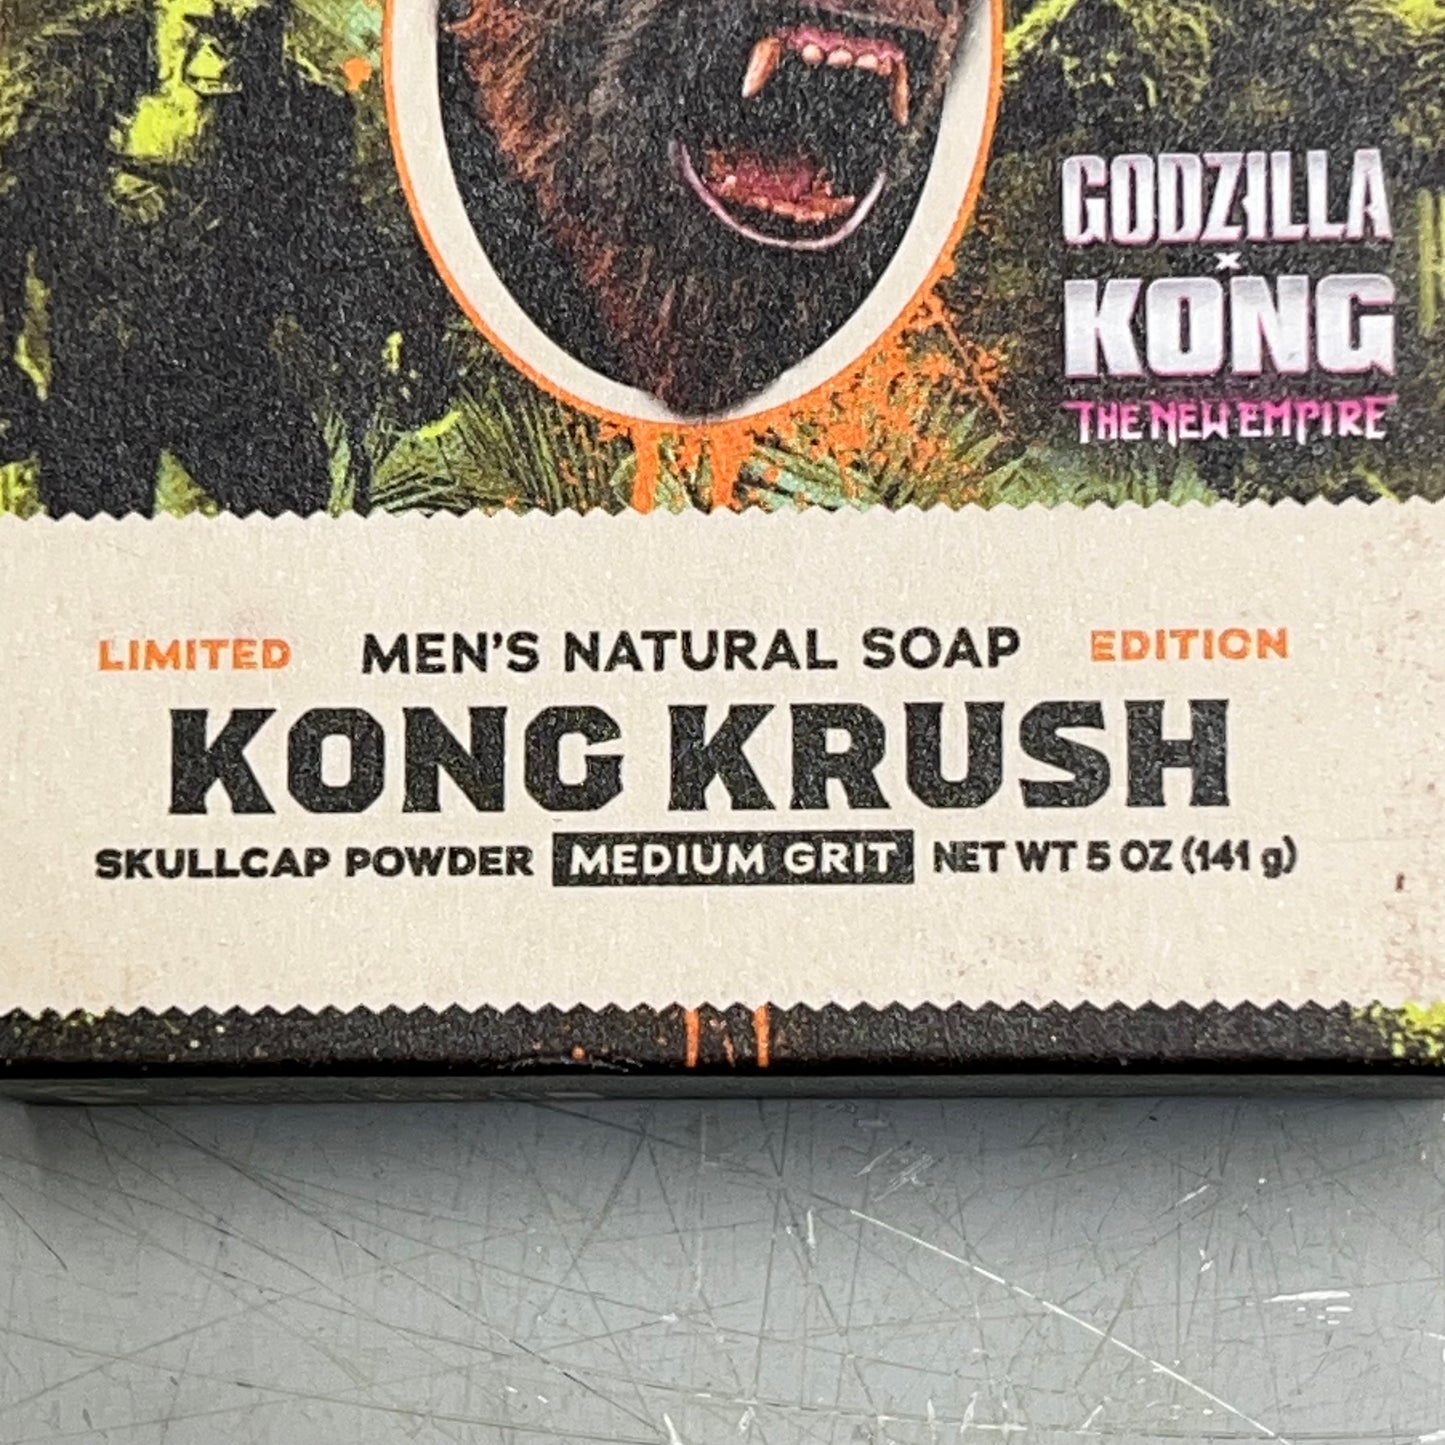 GODZILLA
x
KONG
THE NEW EMPIRE
LIMITED MEN'S NATURAL SOAP EDITION
KONG KRUSH
SKULLCAP POWDER MEDIUM GRIT NET WT 5 OZ (141 g)